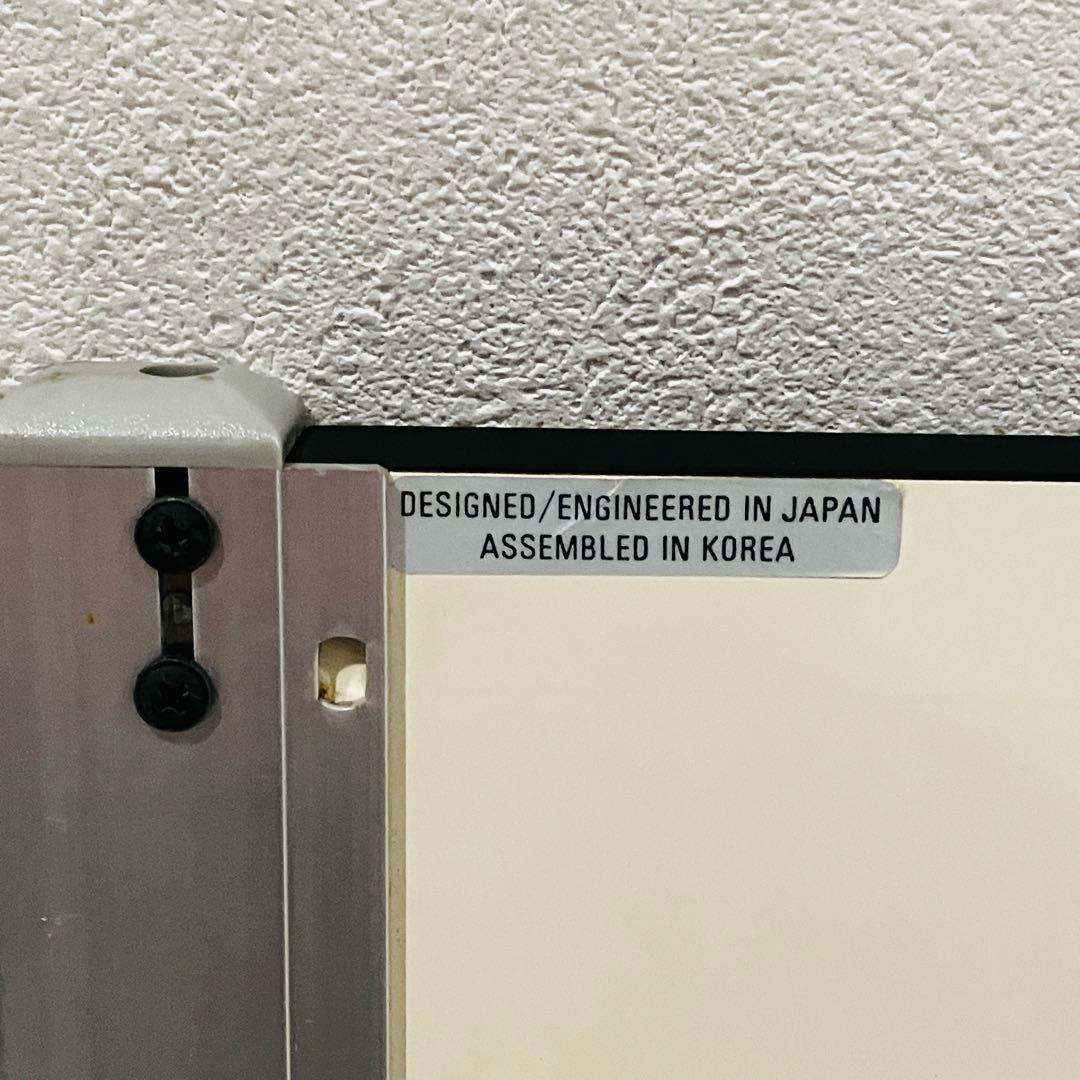 DESIGNED/ENGINEERED IN JAPAN
ASSEMBLED IN KOREA